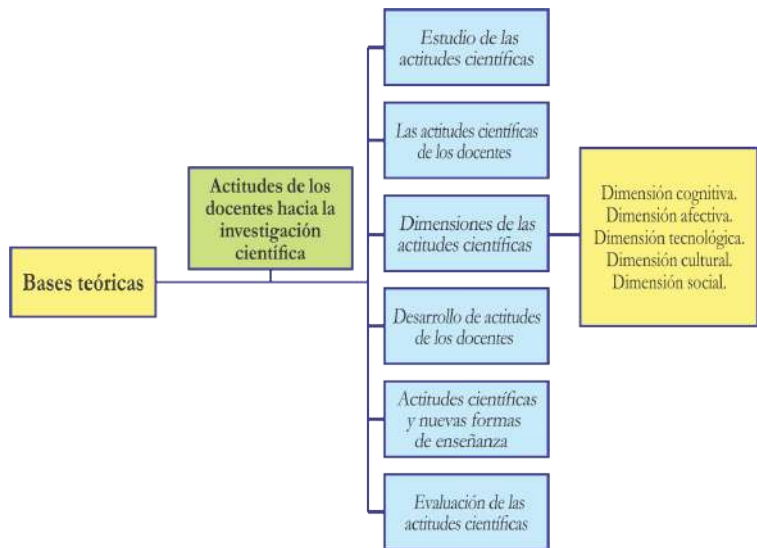 Bases teóricas
Actitudes de los
docentes hacia la
investigación
científica
Estudio de las
actitudes científicas
Las actitudes científicas
de los docentes
Dimensiones de las
actitudes científicas
Desarrollo de actitudes
de los docentes
Actitudes científicas
y nuevas formas
de enseñanza
Evaluación de las
actitudes científicas
Dimensión cognitiva.
Dimensión afectiva.
Dimensión tecnológica.
Dimensión cultural.
Dimensión social.